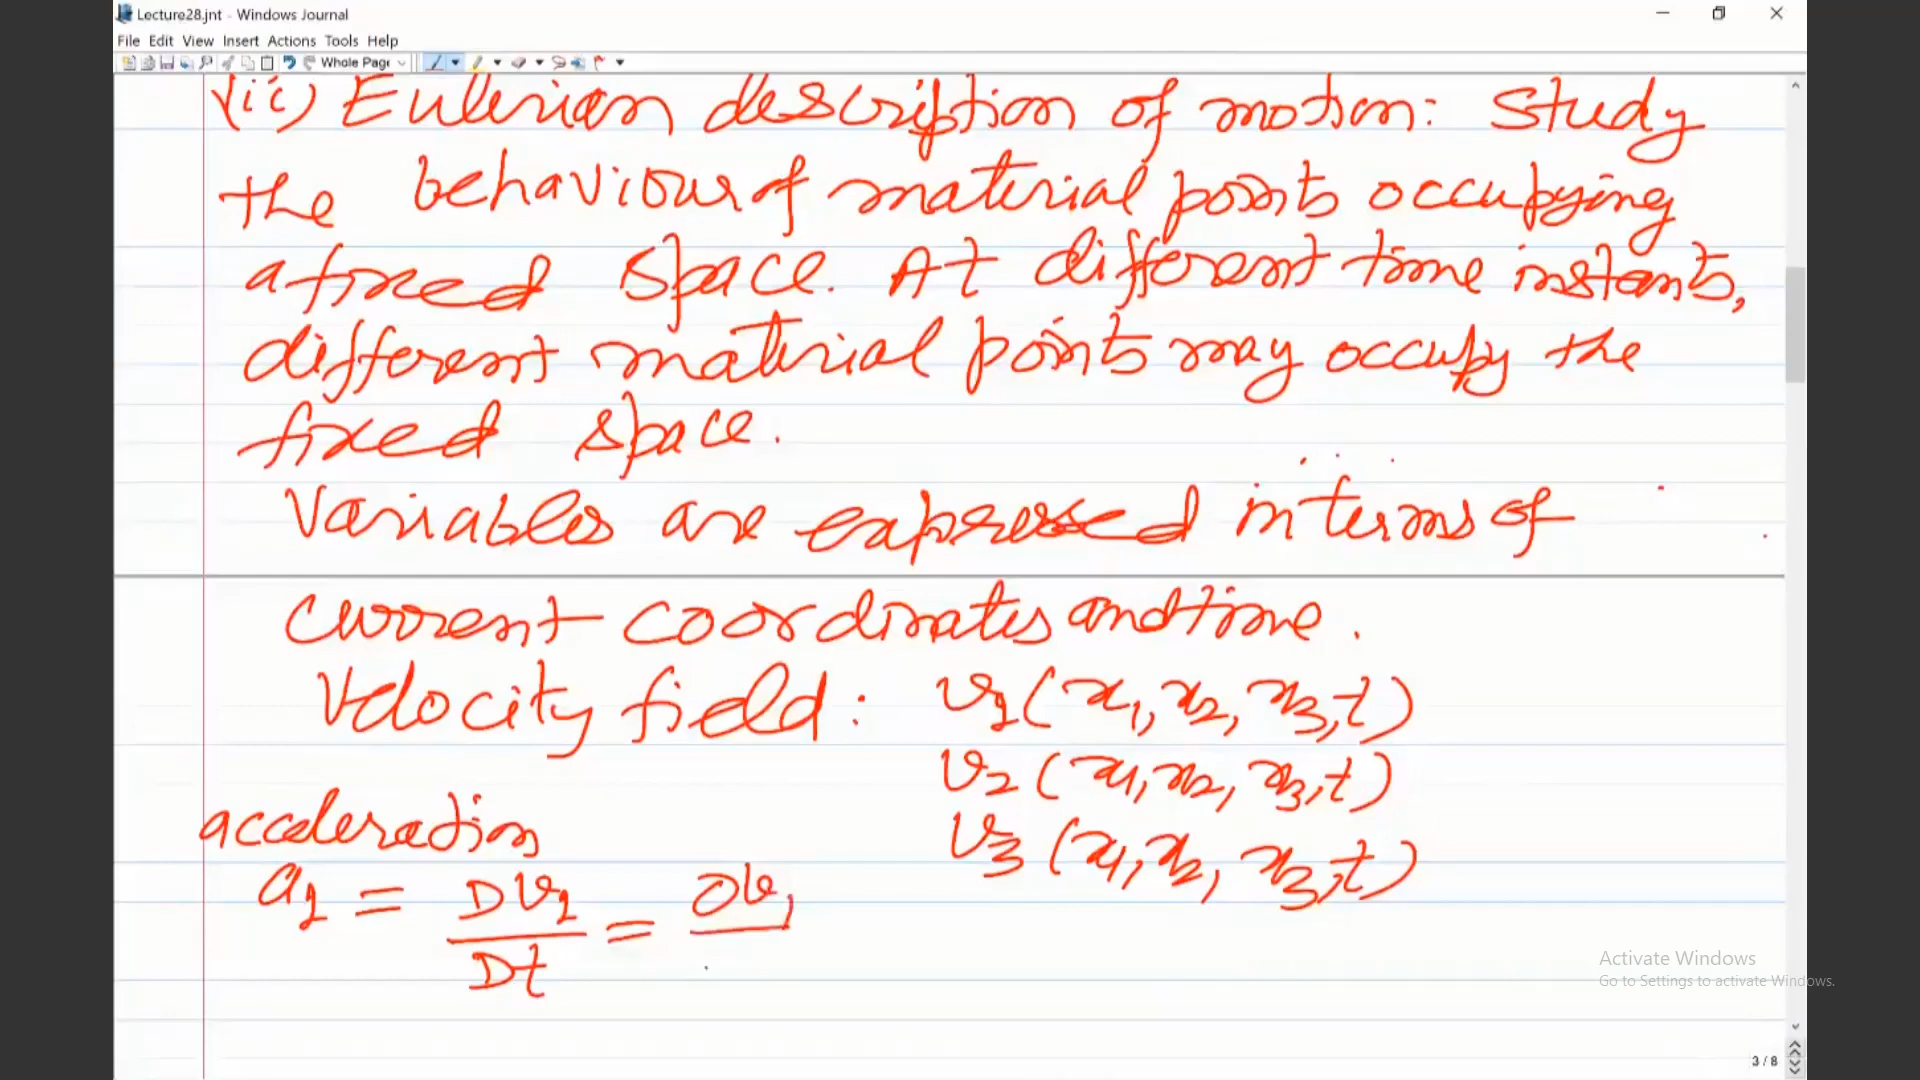 Lecture28.jnt - Windows Journal
File Edit View Insert Actions Tools Help
Whole Page
(ii) Eulerian description of motion: Study
the behaviour of material points occupying
a fixed space. At different time instants,
different material points may occupy the
fixed space.
Variables are expressed in terms of
current coordinates and time.
Velocity field: v1(x1, x2, x3, t)
v2(x1, x2, x3, t)
v3(x1, x2, x3, t)
acceleration
a1 = Dv1/Dt = ∂v1
Activate Windows
Go to Settings to activate Windows.
3 / 8